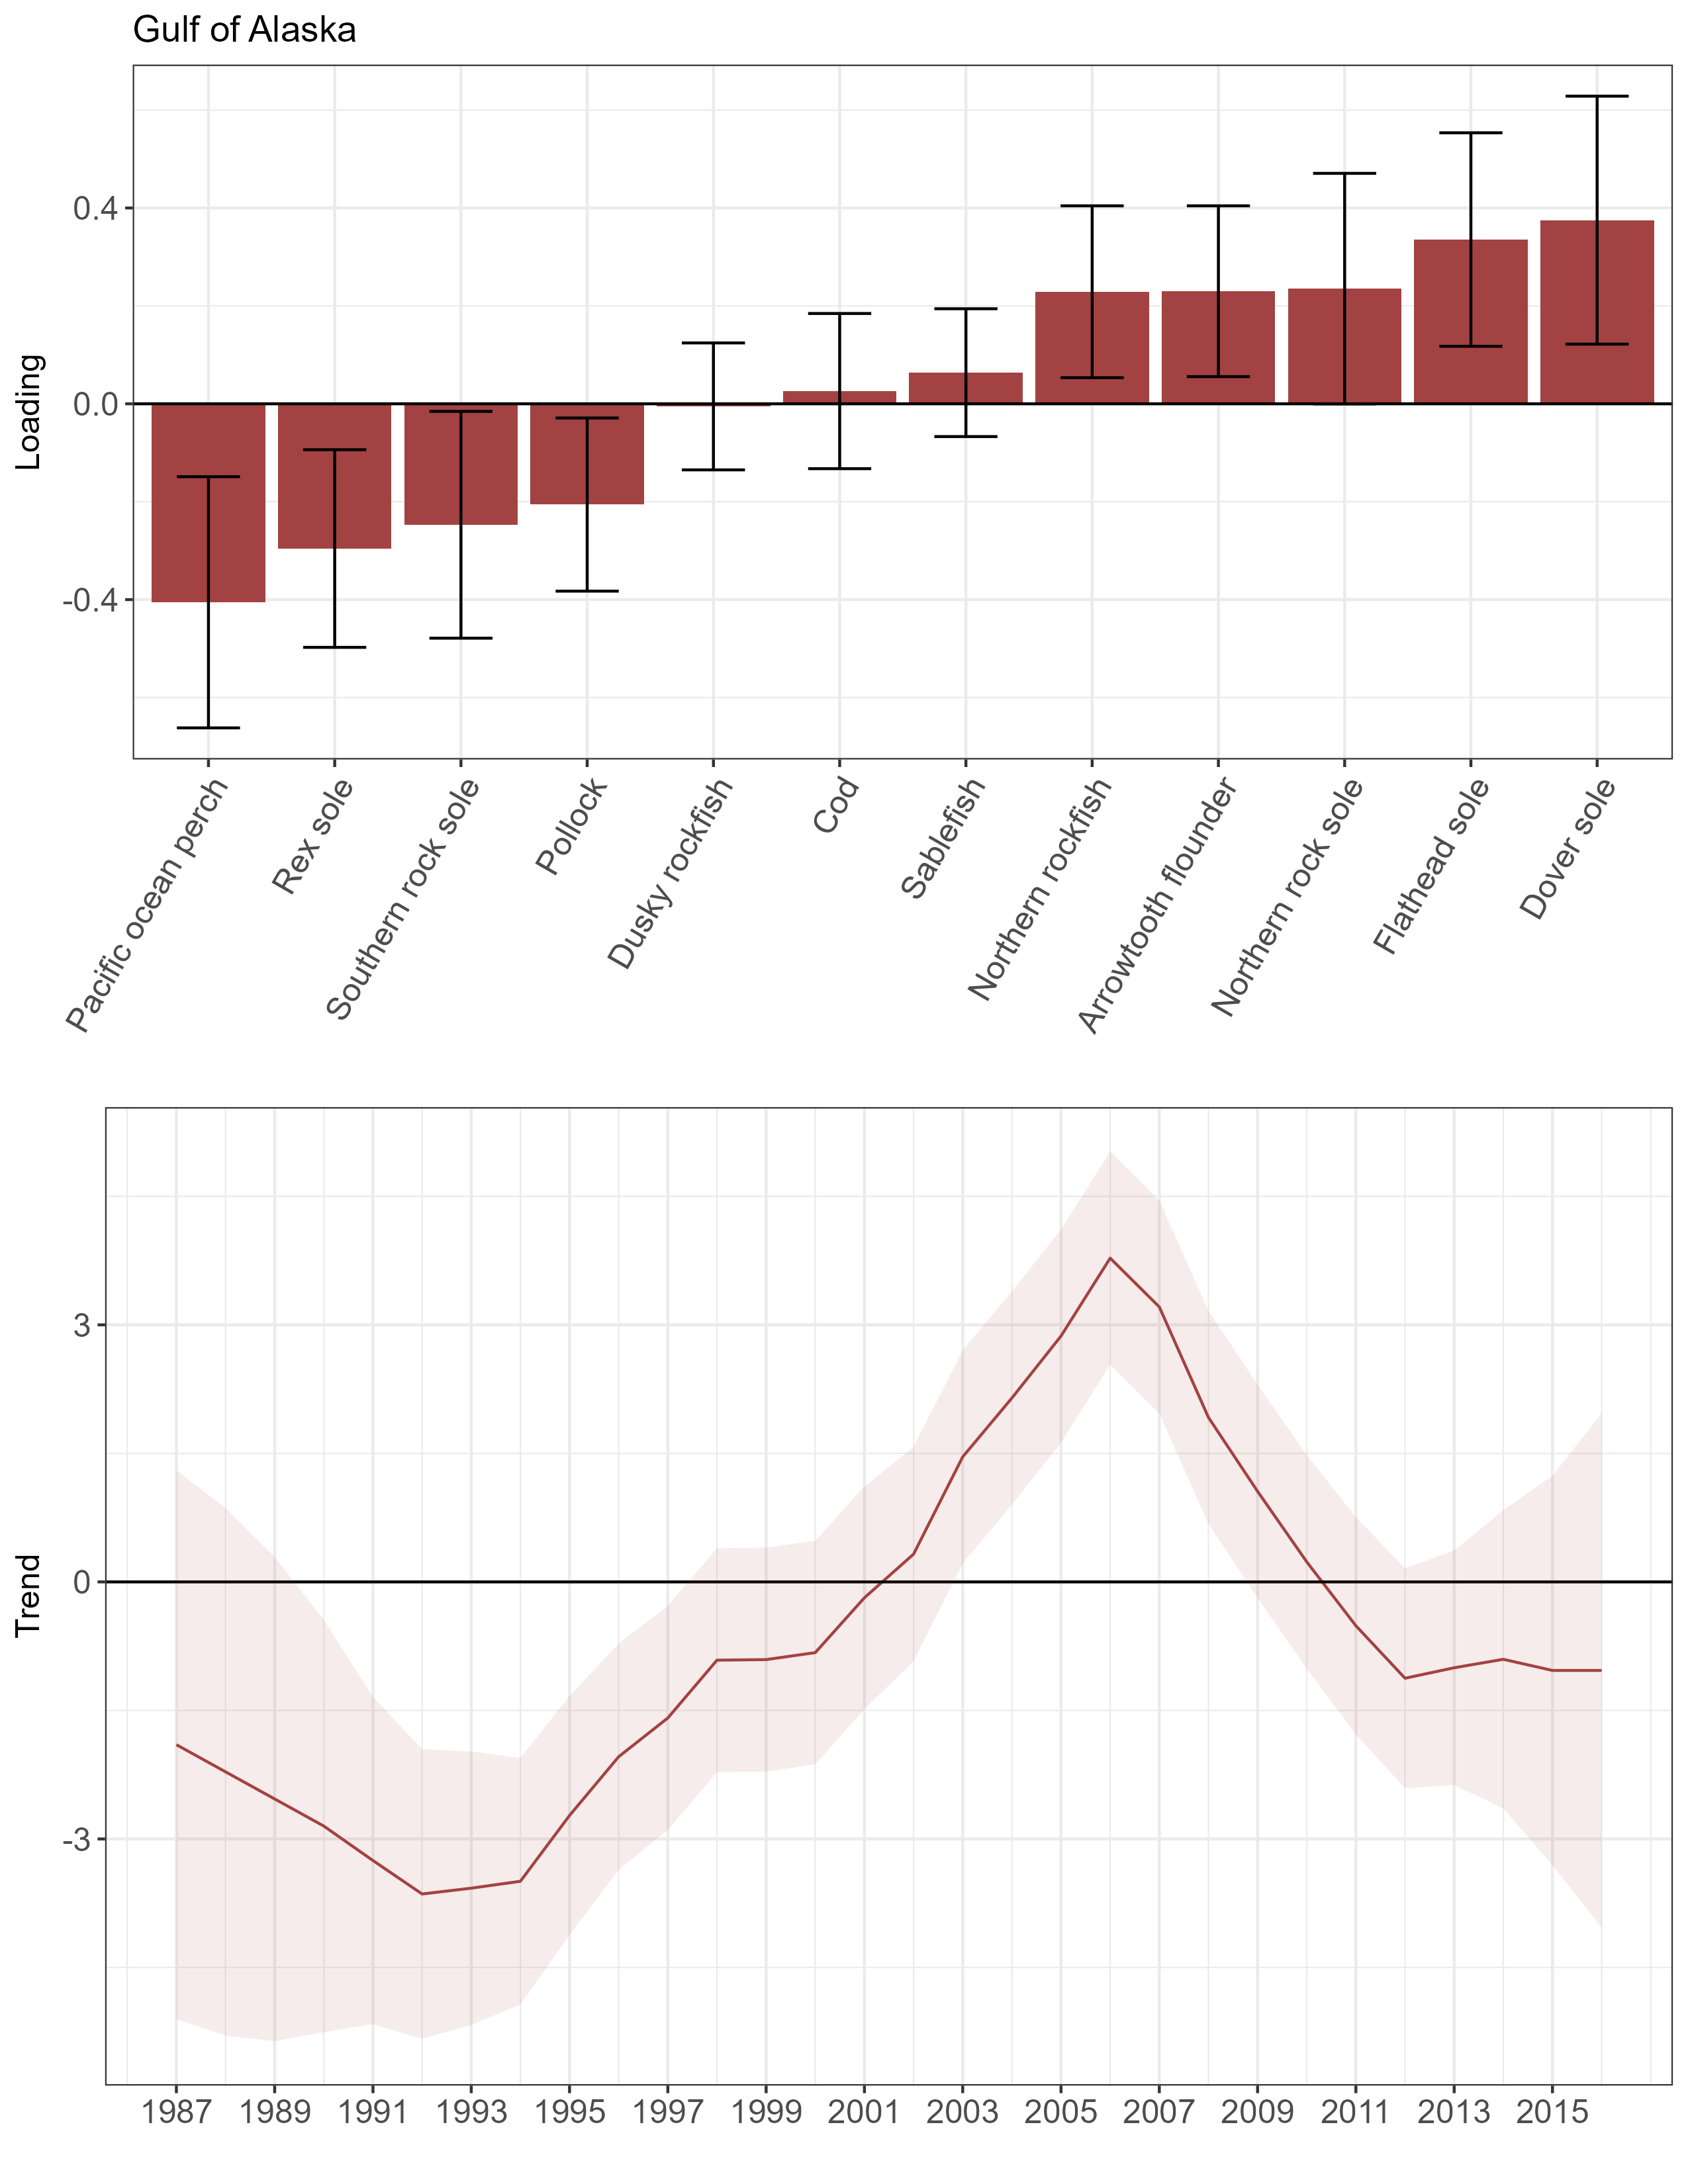 Gulf of Alaska
Loading
0.4
0.0
-0.4
Pacific ocean perch
Rex sole
Southern rock sole
Pollock
Dusky rockfish
Cod
Sablefish
Northern rockfish
Arrowtooth flounder
Northern rock sole
Flathead sole
Dover sole
Trend
3
0
-3
1987 1989 1991 1993 1995 1997 1999 2001 2003 2005 2007 2009 2011 2013 2015